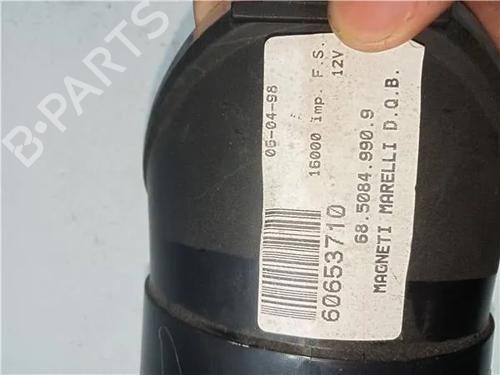 B-PARTS
06-04-98
16000 imp. F.S. 12V
60653710
68.5084.990.9
MAGNETI MARELLI D.Q.B.